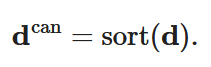 d^can = sort(d).